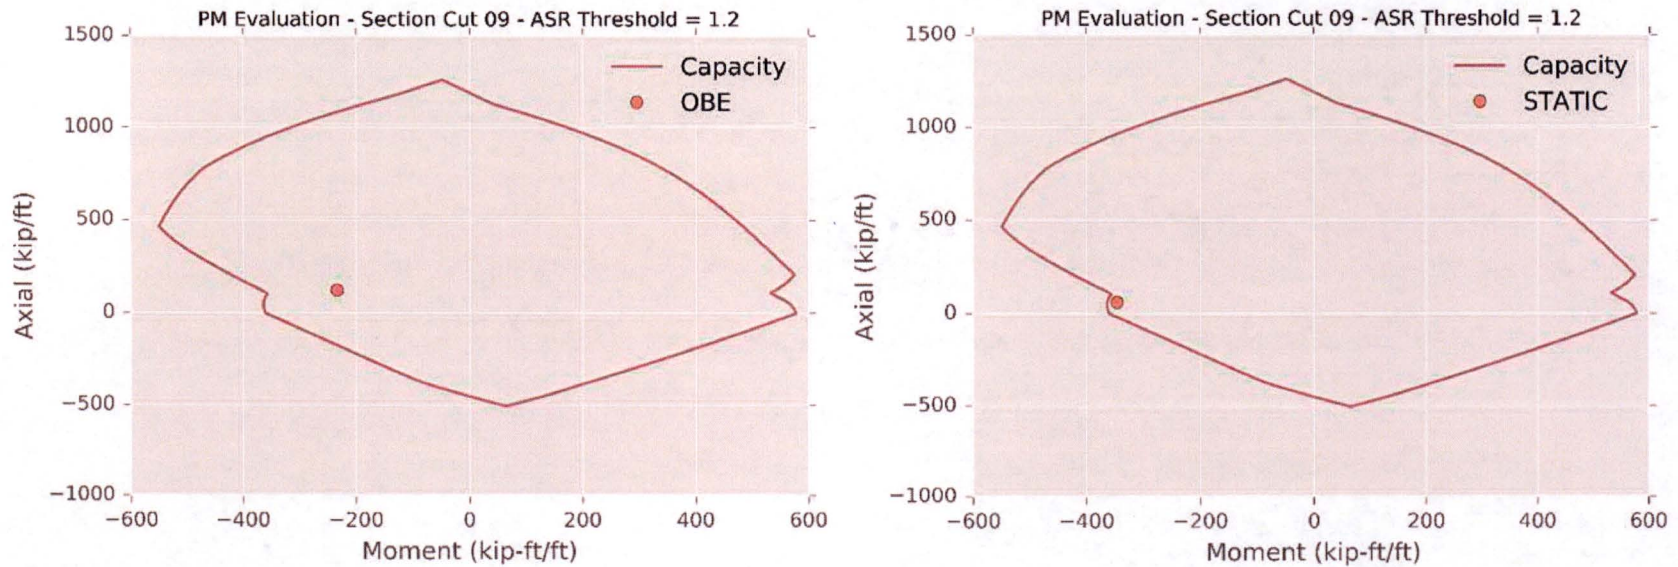 PM Evaluation - Section Cut 09 - ASR Threshold = 1.2
1500
1000
500
0
−500
−1000
−600
−400
−200
0
200
400
600
Axial (kip/ft)
Moment (kip-ft/ft)
Capacity
OBE
PM Evaluation - Section Cut 09 - ASR Threshold = 1.2
1500
1000
500
0
−500
−1000
−600
−400
−200
0
200
400
600
Axial (kip/ft)
Moment (kip-ft/ft)
Capacity
STATIC